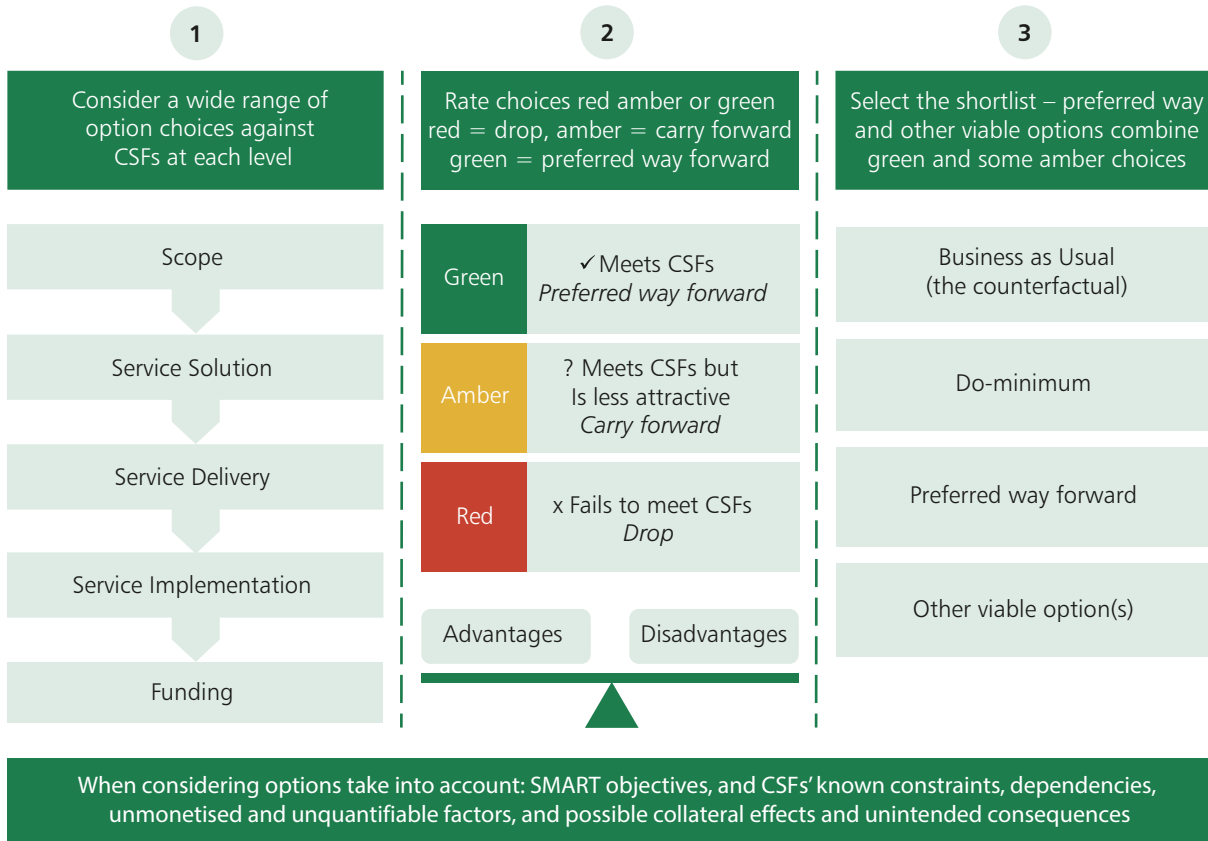 1
Consider a wide range of
option choices against
CSFs at each level
Scope
Service Solution
Service Delivery
Service Implementation
Funding
2
Rate choices red amber or green
red = drop, amber = carry forward
green = preferred way forward
Green
✓ Meets CSFs
Preferred way forward
Amber
? Meets CSFs but
Is less attractive
Carry forward
Red
x Fails to meet CSFs
Drop
Advantages
Disadvantages
3
Select the shortlist – preferred way
and other viable options combine
green and some amber choices
Business as Usual
(the counterfactual)
Do-minimum
Preferred way forward
Other viable option(s)
When considering options take into account: SMART objectives, and CSFs’ known constraints, dependencies,
unmonetised and unquantifiable factors, and possible collateral effects and unintended consequences